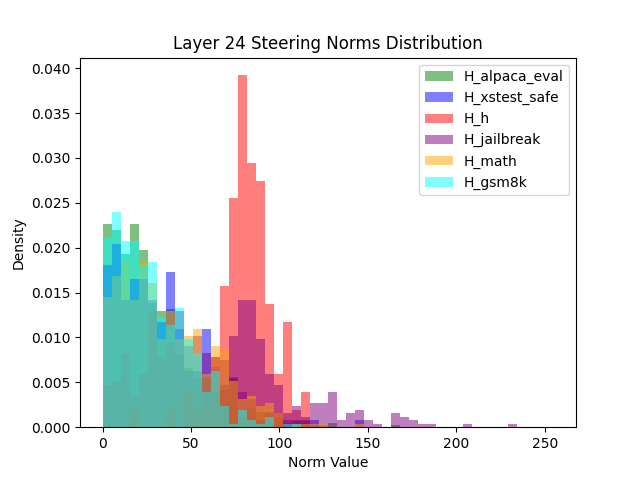 Layer 24 Steering Norms Distribution
Density
0.040
0.035
0.030
0.025
0.020
0.015
0.010
0.005
0.000
H_alpaca_eval
H_xstest_safe
H_h
H_jailbreak
H_math
H_gsm8k
0
50
100
150
200
250
Norm Value